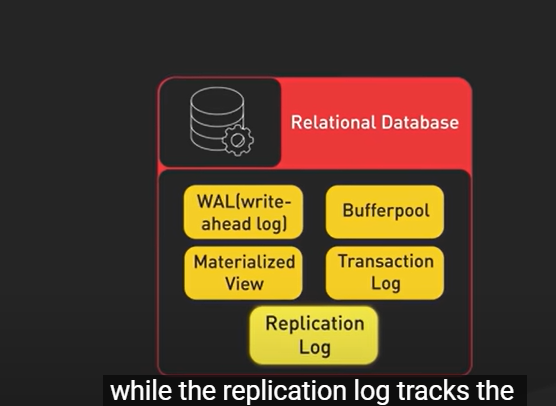 Relational Database
WAL(write-
ahead log)
Bufferpool
Materialized
View
Transaction
Log
Replication
Log
while the replication log tracks the